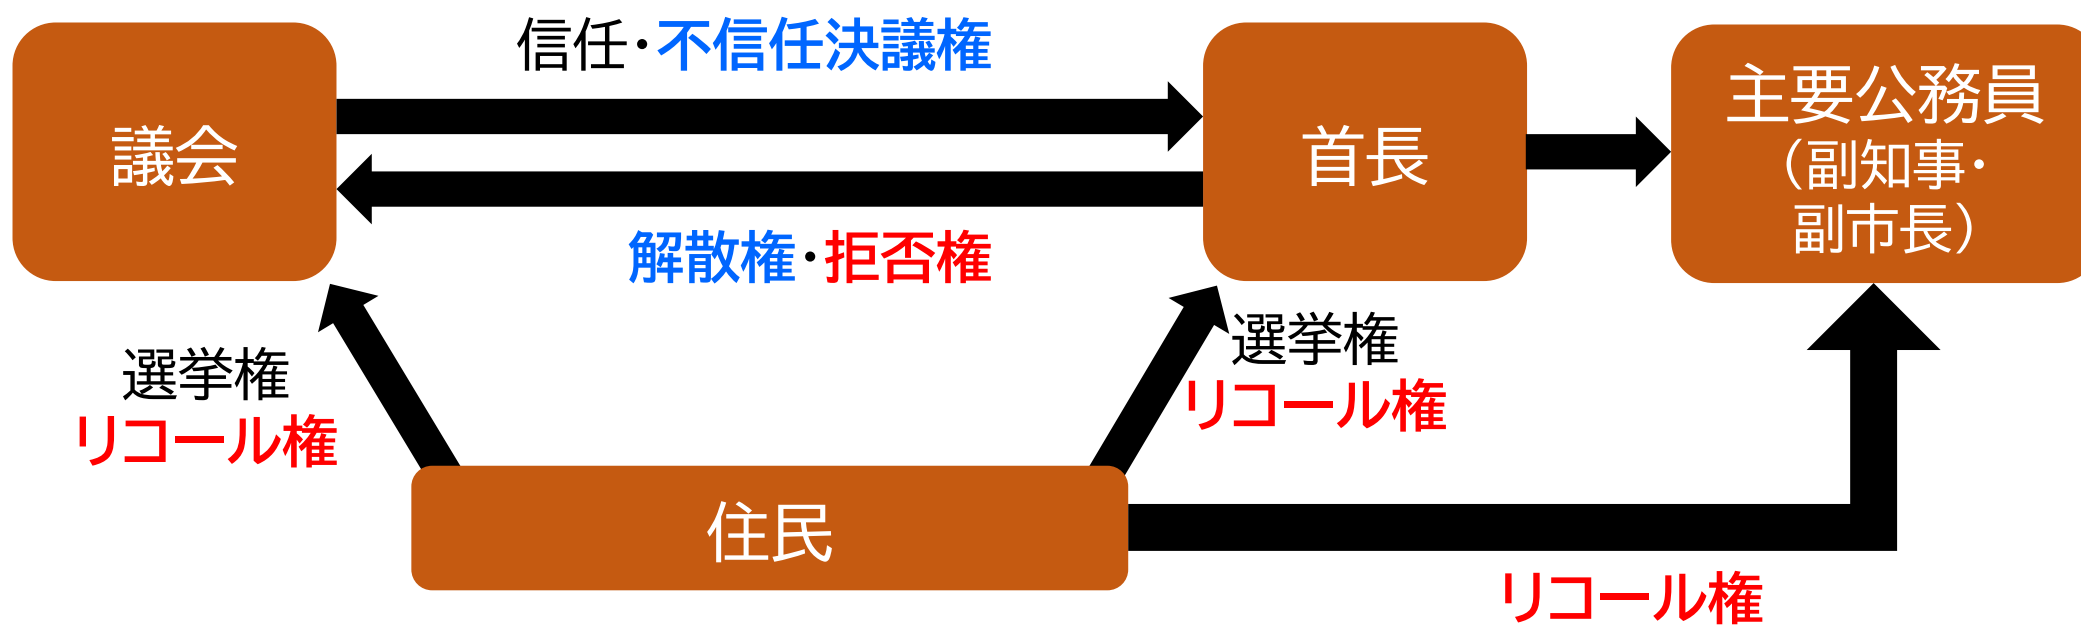 信任・不信任決議権
議会
首長
主要公務員
（副知事・
副市長）
解散権・拒否権
選挙権
リコール権
選挙権
リコール権
住民
リコール権